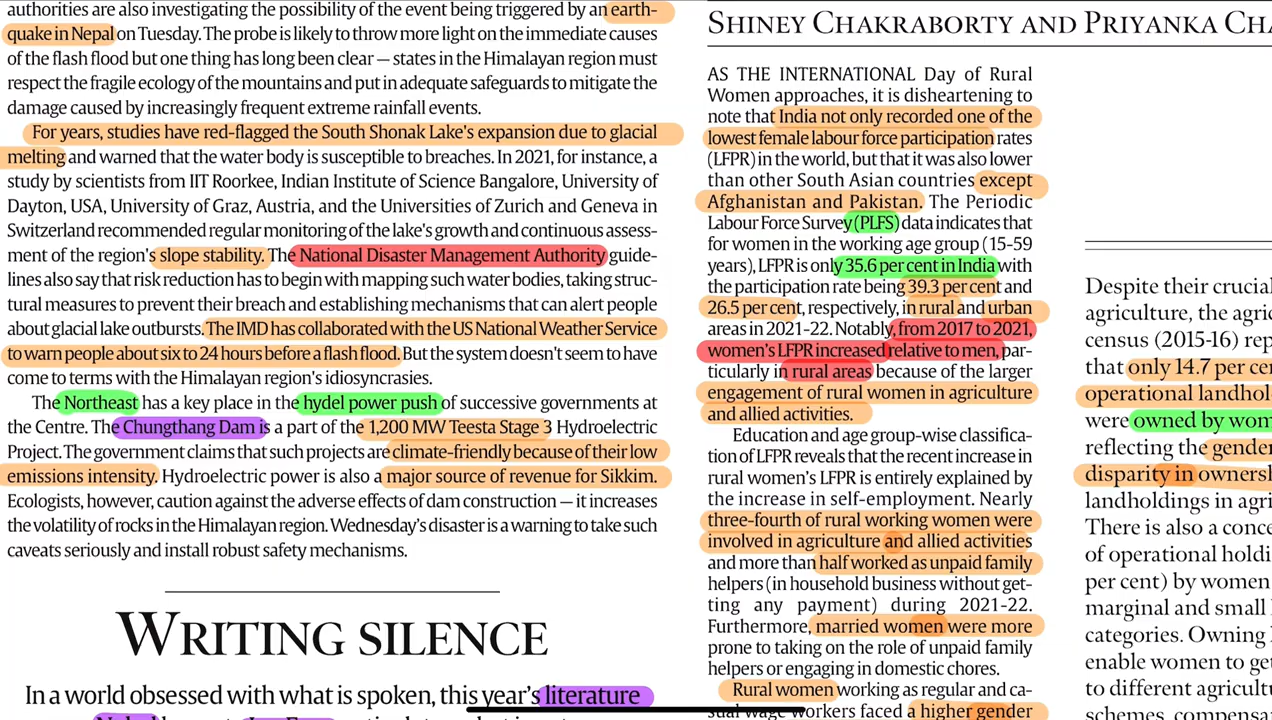 authorities are also investigating the possibility of the event being triggered by an earth-
quake in Nepal on Tuesday. The probe is likely to throw more light on the immediate causes
of the flash flood but one thing has long been clear — states in the Himalayan region must
respect the fragile ecology of the mountains and put in adequate safeguards to mitigate the
damage caused by increasingly frequent extreme rainfall events.
For years, studies have red-flagged the South Shonak Lake's expansion due to glacial
melting and warned that the water body is susceptible to breaches. In 2021, for instance, a
study by scientists from IIT Roorkee, Indian Institute of Science Bangalore, University of
Dayton, USA, University of Graz, Austria, and the Universities of Zurich and Geneva in
Switzerland recommended regular monitoring of the lake's growth and continuous assess-
ment of the region's slope stability. The National Disaster Management Authority guide-
lines also say that risk reduction has to begin with mapping such water bodies, taking struc-
tural measures to prevent their breach and establishing mechanisms that can alert people
about glacial lake outbursts. The IMD has collaborated with the US National Weather Service
to warn people about six to 24 hours before a flash flood. But the system doesn't seem to have
come to terms with the Himalayan region's idiosyncrasies.
The Northeast has a key place in the hydel power push of successive governments at
the Centre. The Chungthang Dam is a part of the 1,200 MW Teesta Stage 3 Hydroelectric
Project. The government claims that such projects are climate-friendly because of their low
emissions intensity. Hydroelectric power is also a major source of revenue for Sikkim.
Ecologists, however, caution against the adverse effects of dam construction — it increases
the volatility of rocks in the Himalayan region. Wednesday's disaster is a warning to take such
caveats seriously and install robust safety mechanisms.
WRITING SILENCE
In a world obsessed with what is spoken, this year's literature
SHINEY CHAKRABORTY AND PRIYANKA CHA
AS THE INTERNATIONAL Day of Rural
Women approaches, it is disheartening to
note that India not only recorded one of the
lowest female labour force participation rates
(LFPR) in the world, but that it was also lower
than other South Asian countries except
Afghanistan and Pakistan. The Periodic
Labour Force Survey (PLFS) data indicates that
for women in the working age group (15-59
years), LFPR is only 35.6 per cent in India with
the participation rate being 39.3 per cent and
26.5 per cent, respectively, in rural and urban
areas in 2021-22. Notably, from 2017 to 2021,
women's LFPR increased relative to men, par-
ticularly in rural areas because of the larger
engagement of rural women in agriculture
and allied activities.
Education and age group-wise classifica-
tion of LFPR reveals that the recent increase in
rural women's LFPR is entirely explained by
the increase in self-employment. Nearly
three-fourth of rural working women were
involved in agriculture and allied activities
and more than half worked as unpaid family
helpers (in household business without get-
ting any payment) during 2021-22.
Furthermore, married women were more
prone to taking on the role of unpaid family
helpers or engaging in domestic chores.
Rural women working as regular and ca-
sual wage workers faced a higher gender
Despite their crucial
agriculture, the agric
census (2015-16) rep
that only 14.7 per cen
operational landhol
were owned by wom
reflecting the gender
disparity in ownersh
landholdings in agri
There is also a conce
of operational holdi
per cent) by women
marginal and small
categories. Owning
enable women to get
to different agricultu
schemes, compensa